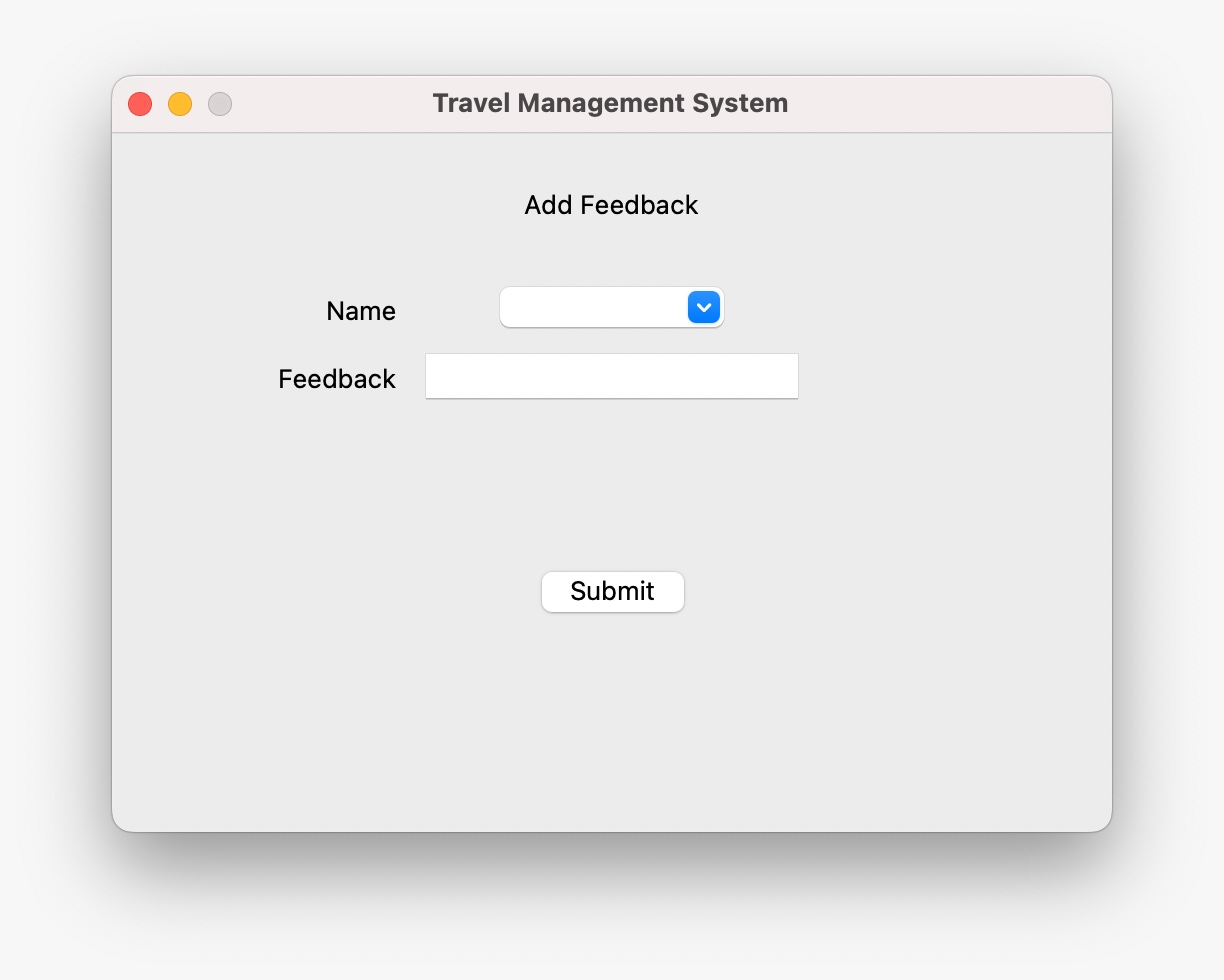 Travel Management System
Add Feedback
Name
Feedback
Submit